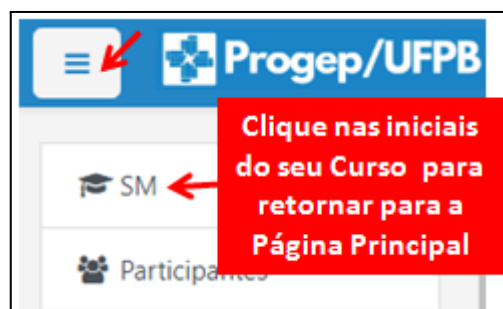 Progep/UFPB
Clique nas iniciais
do seu Curso para
retornar para a
Página Principal
SM
Participantes